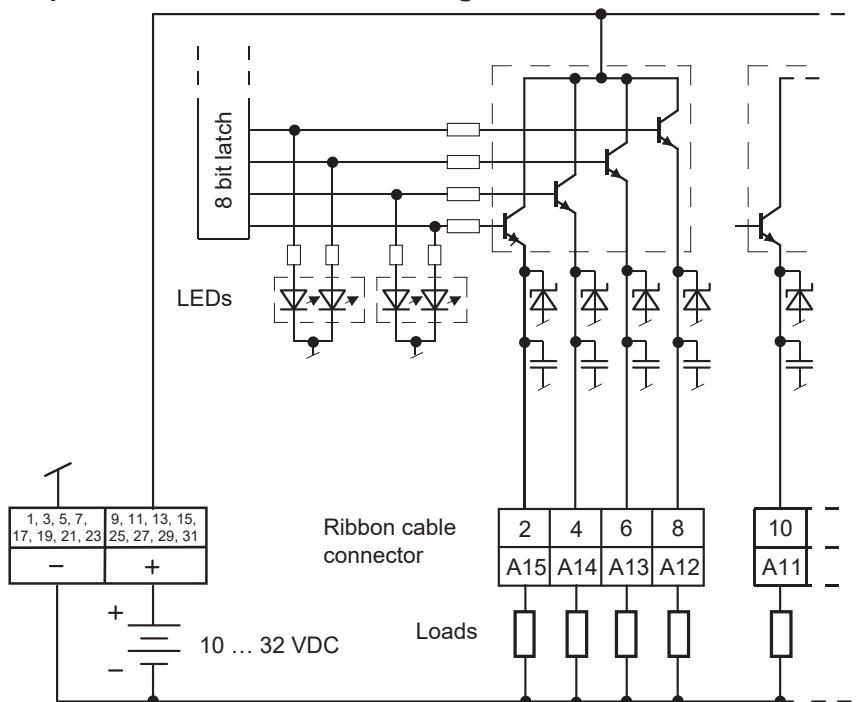 8 bit latch
LEDs
1, 3, 5, 7,
17, 19, 21, 23
9, 11, 13, 15,
25, 27, 29, 31
−
+
+
−
10 … 32 VDC
Ribbon cable
connector
2
4
6
8
10
A15
A14
A13
A12
A11
Loads